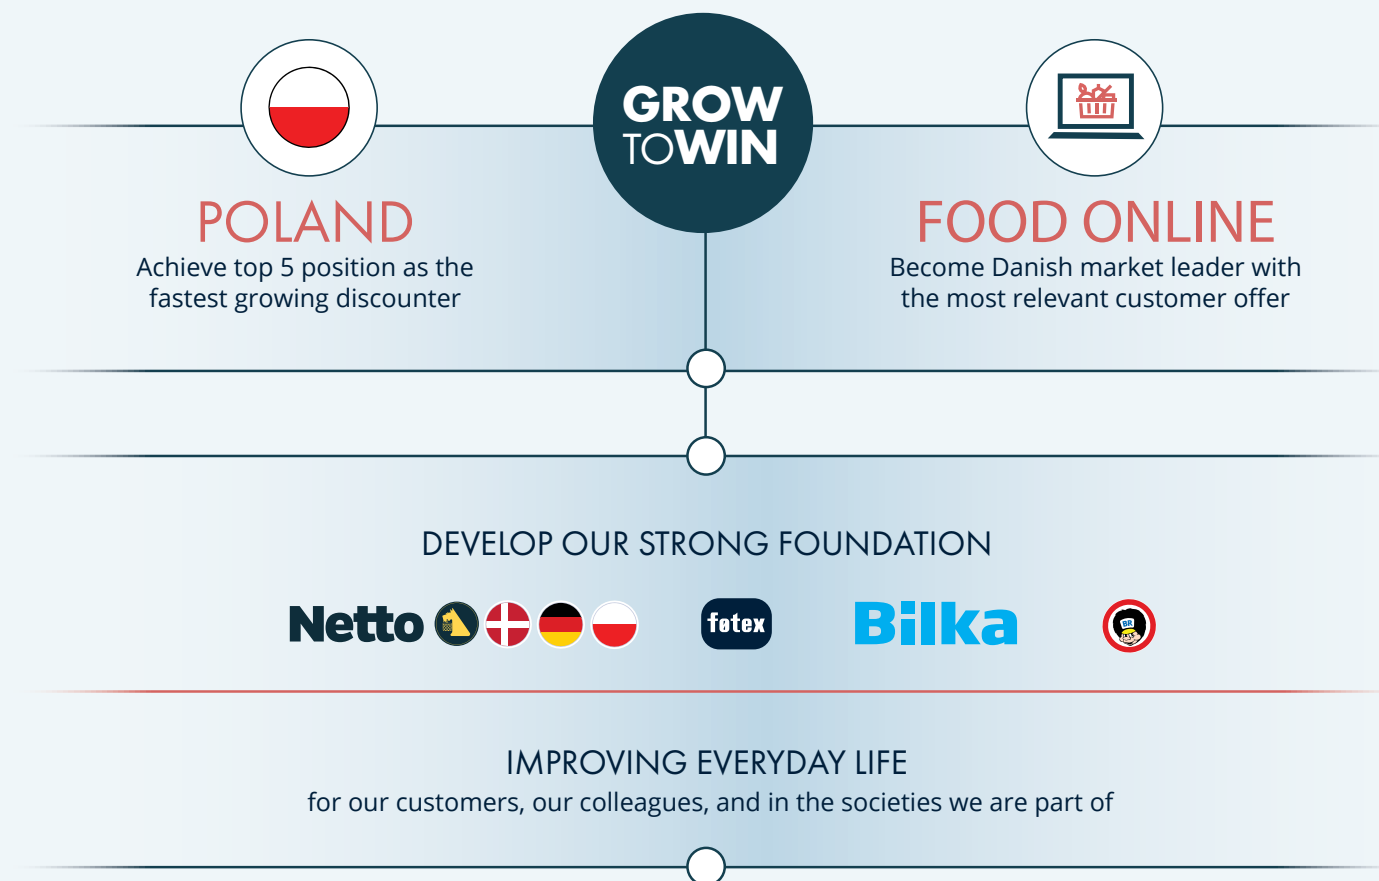 GROW
TOWIN
POLAND
Achieve top 5 position as the
fastest growing discounter
FOOD ONLINE
Become Danish market leader with
the most relevant customer offer
DEVELOP OUR STRONG FOUNDATION
Netto føtex Bilka BR
IMPROVING EVERYDAY LIFE
for our customers, our colleagues, and in the societies we are part of